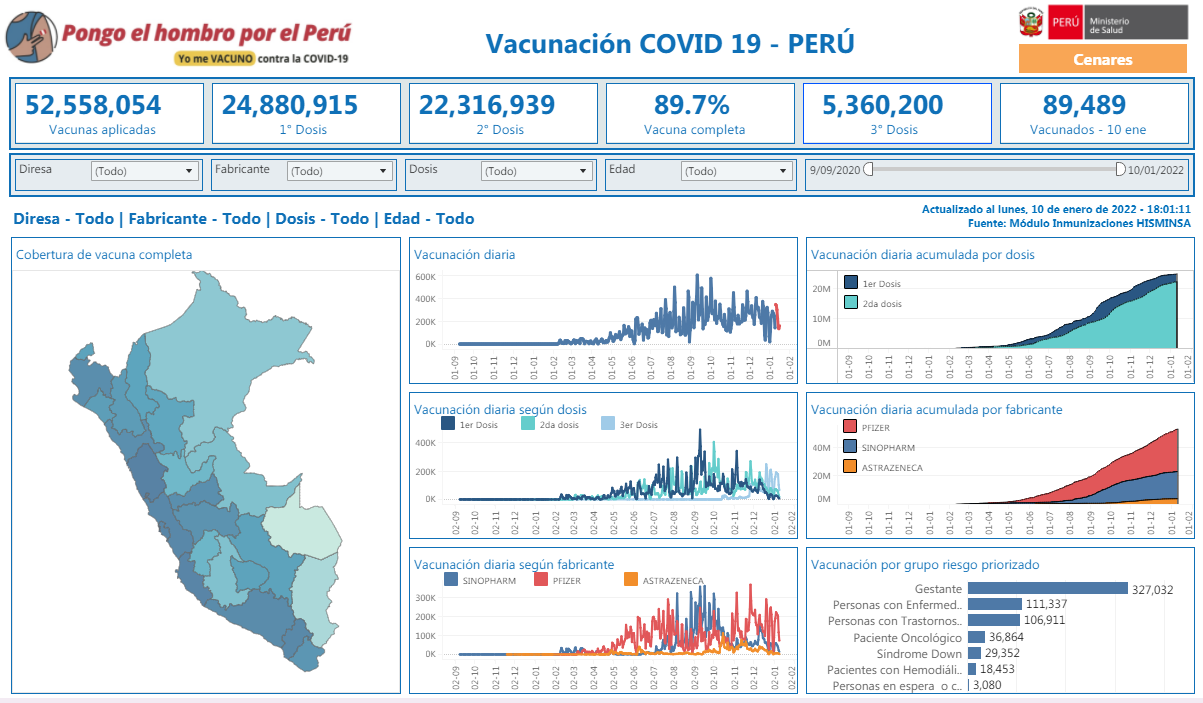 Pongo el hombro por el Perú
Yo me VACUNO contra la COVID-19
Vacunación COVID 19 - PERÚ
PERÚ Ministerio de Salud
Cenares
52,558,054
Vacunas aplicadas
24,880,915
1° Dosis
22,316,939
2° Dosis
89.7%
Vacuna completa
5,360,200
3° Dosis
89,489
Vacunados - 10 ene
Diresa (Todo)
Fabricante (Todo)
Dosis (Todo)
Edad (Todo)
9/09/2020 10/01/2022
Diresa - Todo | Fabricante - Todo | Dosis - Todo | Edad - Todo
Actualizado al lunes, 10 de enero de 2022 - 18:01:11
Fuente: Módulo Inmunizaciones HISMINSA
Cobertura de vacuna completa
Vacunación diaria
600K
400K
200K
0K
01-09 01-10 01-11 01-12 01-01 01-02 01-03 01-04 01-05 01-06 01-07 01-08 01-09 01-10 01-11 01-12 01-01 01-02
Vacunación diaria acumulada por dosis
1er Dosis
2da dosis
20M
10M
0M
01-09 01-10 01-11 01-12 01-01 01-02 01-03 01-04 01-05 01-06 01-07 01-08 01-09 01-10 01-11 01-12 01-01 01-02
Vacunación diaria según dosis
1er Dosis 2da dosis 3er Dosis
400K
200K
0K
02-09 02-10 02-11 02-12 02-01 02-02 02-03 02-04 02-05 02-06 02-07 02-08 02-09 02-10 02-11 02-12 02-01 02-02
Vacunación diaria acumulada por fabricante
PFIZER
SINOPHARM
ASTRAZENECA
40M
20M
0M
01-09 01-10 01-11 01-12 01-01 01-02 01-03 01-04 01-05 01-06 01-07 01-08 01-09 01-10 01-11 01-12 01-01 01-02
Vacunación diaria según fabricante
SINOPHARM PFIZER ASTRAZENECA
300K
200K
100K
0K
02-09 02-10 02-11 02-12 02-01 02-02 02-03 02-04 02-05 02-06 02-07 02-08 02-09 02-10 02-11 02-12 02-01 02-02
Vacunación por grupo riesgo priorizado
Gestante 327,032
Personas con Enfermed.. 111,337
Personas con Trastornos.. 106,911
Paciente Oncológico 36,864
Sindrome Down 29,352
Pacientes con Hemodiáli.. 18,453
Personas en espera o c.. 3,080